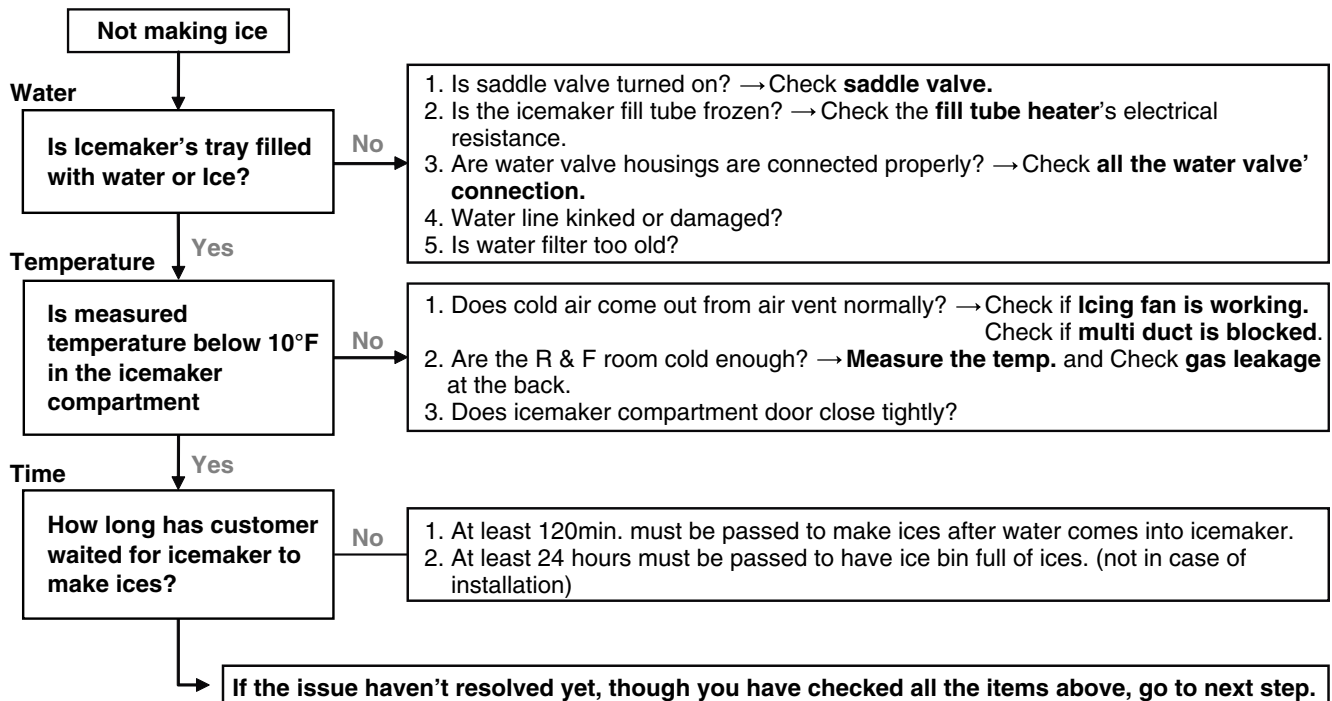 Not making ice
Water
Is Icemaker's tray filled
with water or Ice?
No
1. Is saddle valve turned on? → Check saddle valve.
2. Is the icemaker fill tube frozen? → Check the fill tube heater's electrical
resistance.
3. Are water valve housings are connected properly? → Check all the water valve'
connection.
4. Water line kinked or damaged?
5. Is water filter too old?
Yes
Temperature
Is measured
temperature below 10°F
in the icemaker
compartment
No
1. Does cold air come out from air vent normally? → Check if Icing fan is working.
Check if multi duct is blocked.
2. Are the R & F room cold enough? → Measure the temp. and Check gas leakage
at the back.
3. Does icemaker compartment door close tightly?
Yes
Time
How long has customer
waited for icemaker to
make ices?
No
1. At least 120min. must be passed to make ices after water comes into icemaker.
2. At least 24 hours must be passed to have ice bin full of ices. (not in case of
installation)
If the issue haven't resolved yet, though you have checked all the items above, go to next step.